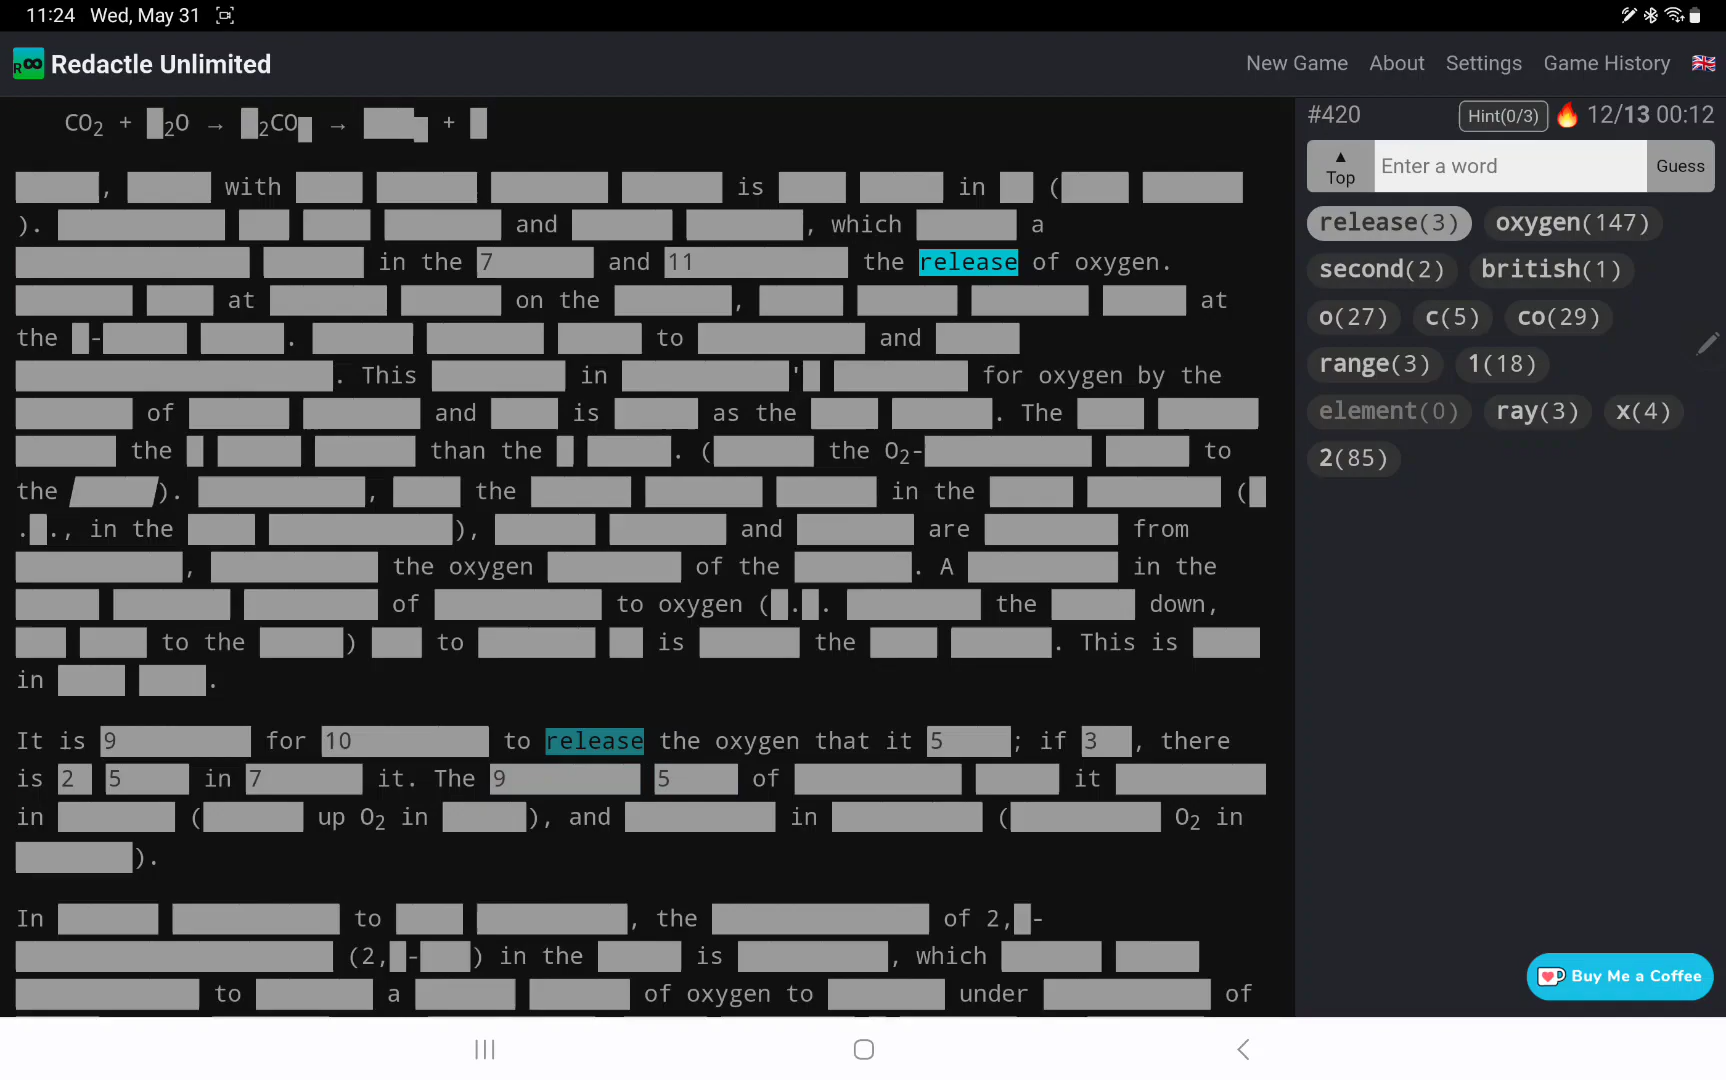 11:24 Wed, May 31
R∞ Redactle Unlimited
New Game About Settings Game History
CO₂ + ₂O → ₂CO → +
, with is in (
). and , which a
in the 7 and 11 the release of oxygen.
at on the , at
the - . to and
. This in ' for oxygen by the
of and is as the . The
the than the . ( the O₂- to
the ). , the in the (
. ., in the ), and are from
, the oxygen of the . A in the
of to oxygen ( . . the down,
to the ) to is the . This is
in .
It is 9 for 10 to release the oxygen that it 5 ; if 3 , there
is 2 5 in 7 it. The 9 5 of it
in ( up O₂ in ), and in ( O₂ in
).
In to , the of 2, -
(2, - ) in the is , which
to a of oxygen to under of
#420 Hint(0/3) 🔥 12/13 00:12
▲ Top Enter a word Guess
release(3) oxygen(147)
second(2) british(1)
o(27) c(5) co(29)
range(3) 1(18)
element(0) ray(3) x(4)
2(85)
Buy Me a Coffee